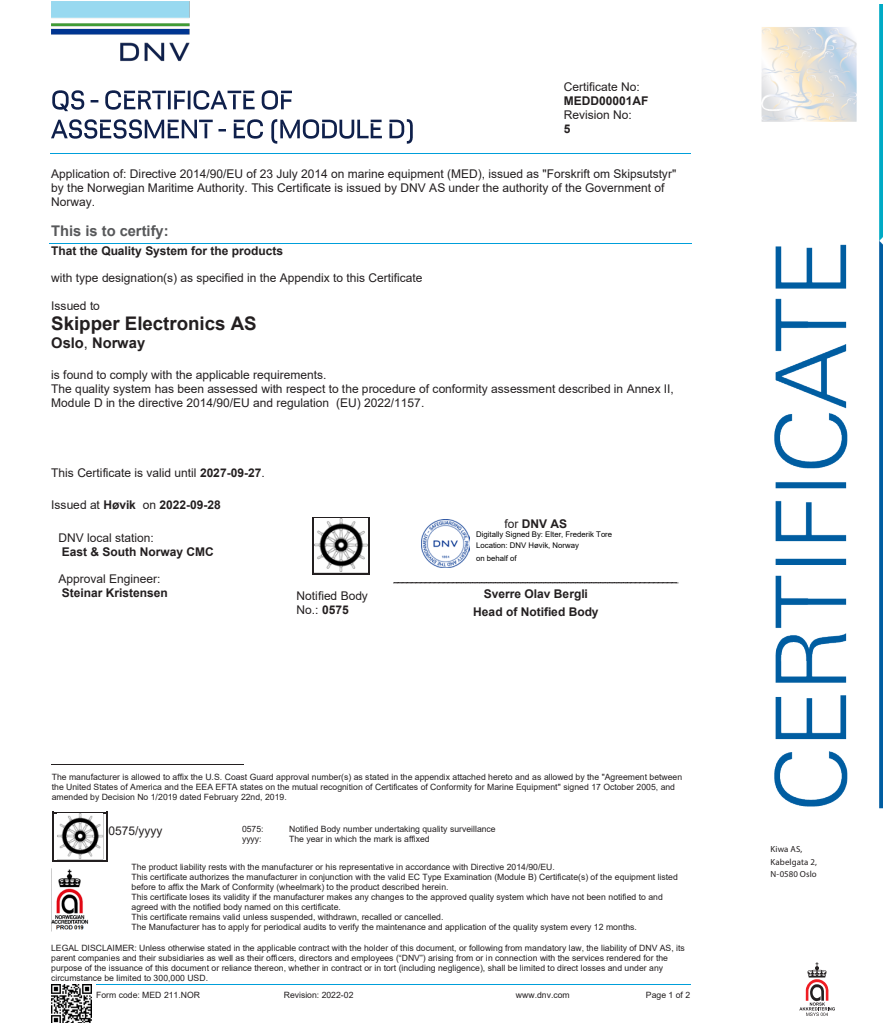 DNV
QS - CERTIFICATE OF
ASSESSMENT - EC (MODULE D)
Certificate No:
MEDD00001AF
Revision No:
5
Application of: Directive 2014/90/EU of 23 July 2014 on marine equipment (MED), issued as "Forskrift om Skipsutstyr"
by the Norwegian Maritime Authority. This Certificate is issued by DNV AS under the authority of the Government of
Norway.
This is to certify:
That the Quality System for the products
with type designation(s) as specified in the Appendix to this Certificate
Issued to
Skipper Electronics AS
Oslo, Norway
is found to comply with the applicable requirements.
The quality system has been assessed with respect to the procedure of conformity assessment described in Annex II,
Module D in the directive 2014/90/EU and regulation (EU) 2022/1157.
This Certificate is valid until 2027-09-27.
Issued at Høvik on 2022-09-28
DNV local station:
East & South Norway CMC
Approval Engineer:
Steinar Kristensen
Notified Body
No.: 0575
DNV
for DNV AS
Digitally Signed By: Elter, Frederik Tore
Location: DNV Høvik, Norway
on behalf of
Sverre Olav Bergli
Head of Notified Body
The manufacturer is allowed to affix the U.S. Coast Guard approval number(s) as stated in the appendix attached hereto and as allowed by the "Agreement between
the United States of America and the EEA EFTA states on the mutual recognition of Certificates of Conformity for Marine Equipment" signed 17 October 2005, and
amended by Decision No 1/2019 dated February 22nd, 2019.
0575/yyyy
0575: Notified Body number undertaking quality surveillance
yyyy: The year in which the mark is affixed
The product liability rests with the manufacturer or his representative in accordance with Directive 2014/90/EU.
This certificate authorizes the manufacturer in conjunction with the valid EC Type Examination (Module B) Certificate(s) of the equipment listed
before to affix the Mark of Conformity (wheelmark) to the product described herein.
This certificate loses its validity if the manufacturer makes any changes to the approved quality system which have not been notified to and
agreed with the notified body named on this certificate.
This certificate remains valid unless suspended, withdrawn, recalled or cancelled.
The Manufacturer has to apply for periodical audits to verify the maintenance and application of the quality system every 12 months.
NORWEGIAN
ACCREDITATION
PROD 019
LEGAL DISCLAIMER: Unless otherwise stated in the applicable contract with the holder of this document, or following from mandatory law, the liability of DNV AS, its
parent companies and their subsidiaries as well as their officers, directors and employees ("DNV") arising from or in connection with the services rendered for the
purpose of the issuance of this document or reliance thereon, whether in contract or in tort (including negligence), shall be limited to direct losses and under any
circumstance be limited to 300,000 USD.
Form code: MED 211.NOR Revision: 2022-02 www.dnv.com Page 1 of 2
CERTIFICATE
Kiwa AS,
Kabelgata 2,
N-0580 Oslo
NORSK
AKKREDITERING
MSYS 004